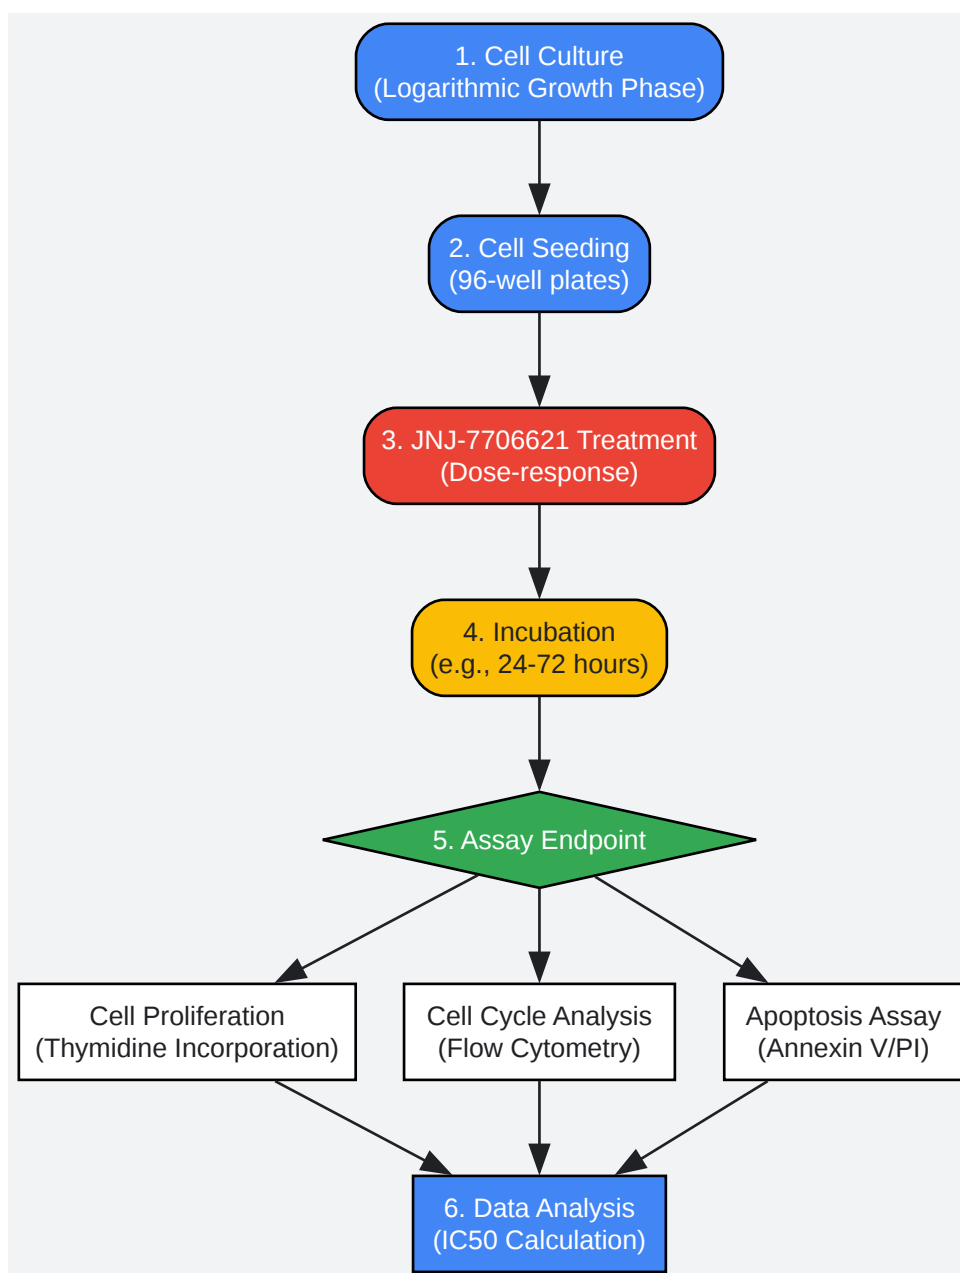 1. Cell Culture
(Logarithmic Growth Phase)
2. Cell Seeding
(96-well plates)
3. JNJ-7706621 Treatment
(Dose-response)
4. Incubation
(e.g., 24-72 hours)
5. Assay Endpoint
Cell Proliferation
(Thymidine Incorporation)
Cell Cycle Analysis
(Flow Cytometry)
Apoptosis Assay
(Annexin V/PI)
6. Data Analysis
(IC50 Calculation)